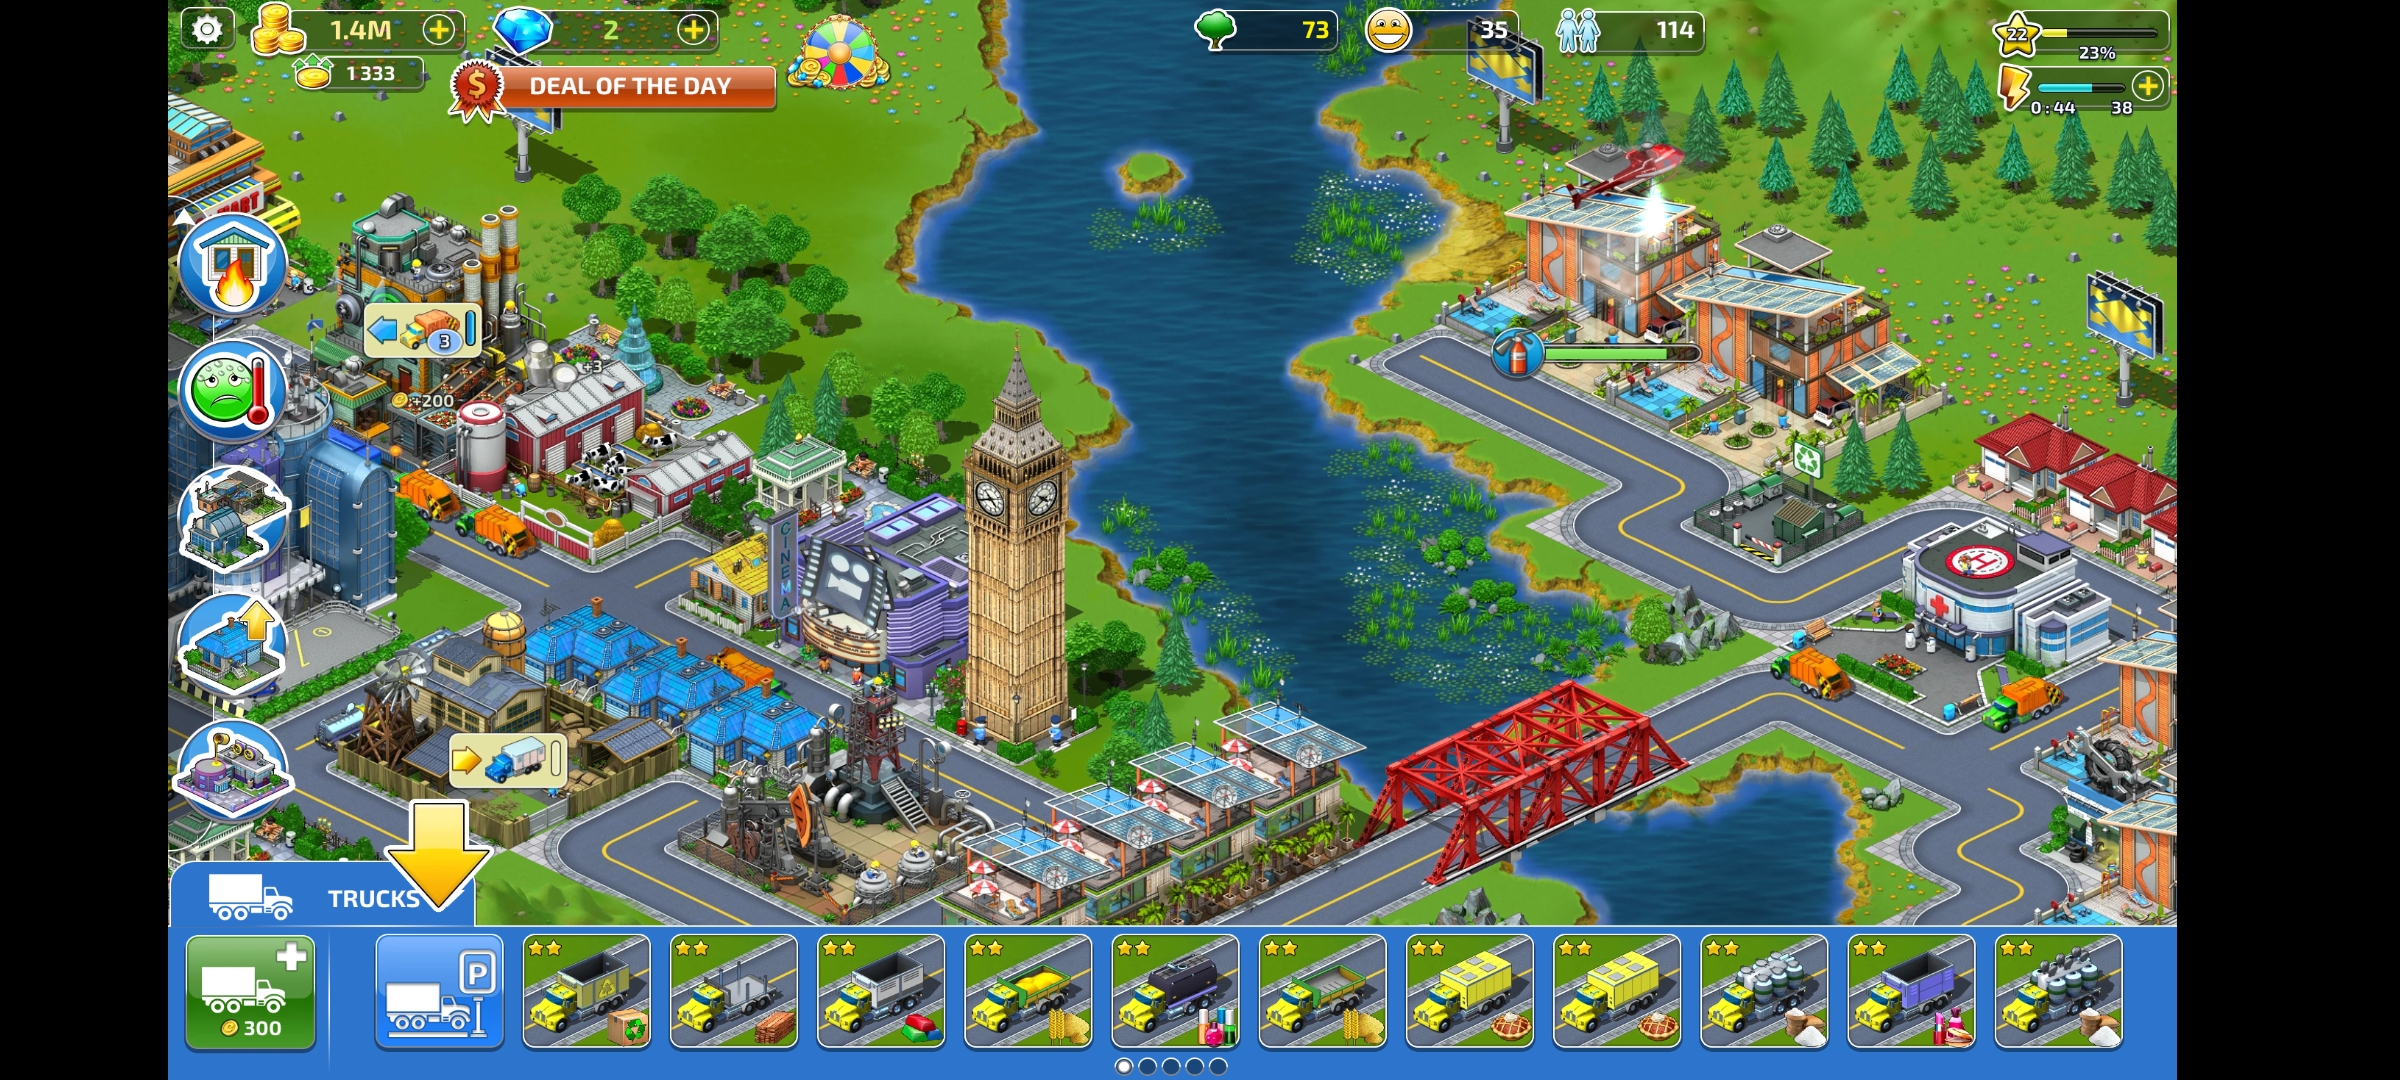 1.4M
2
73
35
114
22
23%
1 333
DEAL OF THE DAY
0:44
38
ART
3
+3
+200
CINEMA
H
TRUCKS
300
P